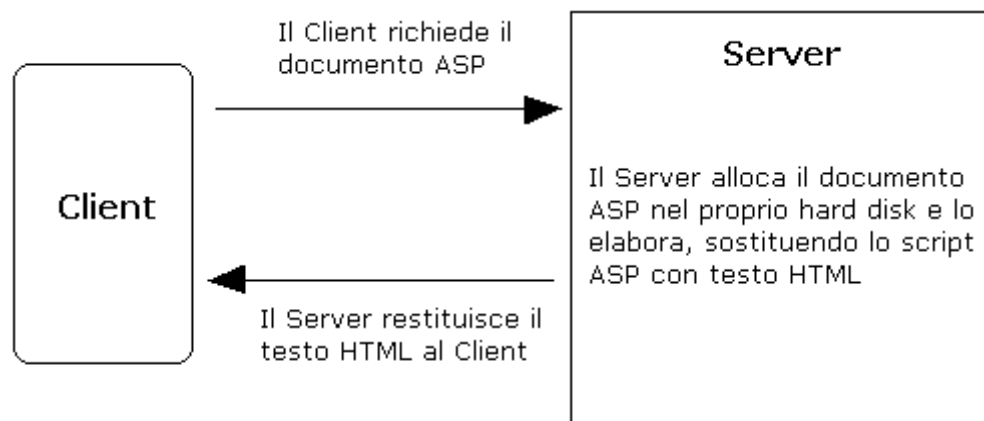 Il Client richiede il
documento ASP
Server
Client
Il Server alloca il documento
ASP nel proprio hard disk e lo
elabora, sostituendo lo script
ASP con testo HTML
Il Server restituisce il
testo HTML al Client